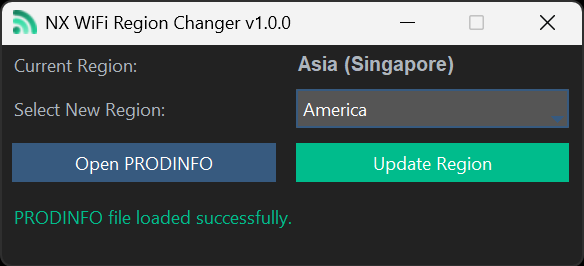 NX WiFi Region Changer v1.0.0
Current Region: Asia (Singapore)
Select New Region: America
Open PRODINFO Update Region
PRODINFO file loaded successfully.